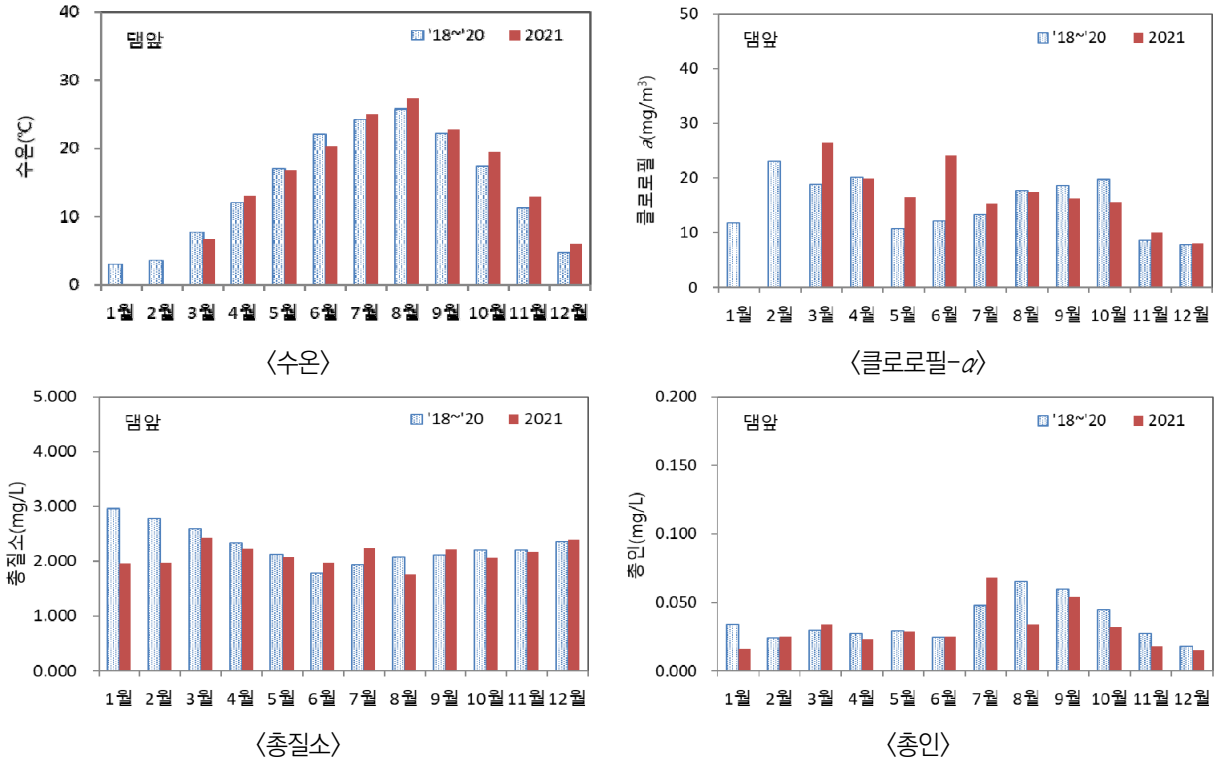 댐앞
'18~'20 2021
수온(℃)
40
30
20
10
0
1월 2월 3월 4월 5월 6월 7월 8월 9월 10월 11월 12월
〈수온〉
댐앞
'18~'20 2021
클로로필 a(mg/m³)
50
40
30
20
10
0
1월 2월 3월 4월 5월 6월 7월 8월 9월 10월 11월 12월
〈클로로필-α〉
댐앞
'18~'20 2021
총질소(mg/L)
5.000
4.000
3.000
2.000
1.000
0.000
1월 2월 3월 4월 5월 6월 7월 8월 9월 10월 11월 12월
〈총질소〉
댐앞
'18~'20 2021
총인(mg/L)
0.200
0.150
0.100
0.050
0.000
1월 2월 3월 4월 5월 6월 7월 8월 9월 10월 11월 12월
〈총인〉